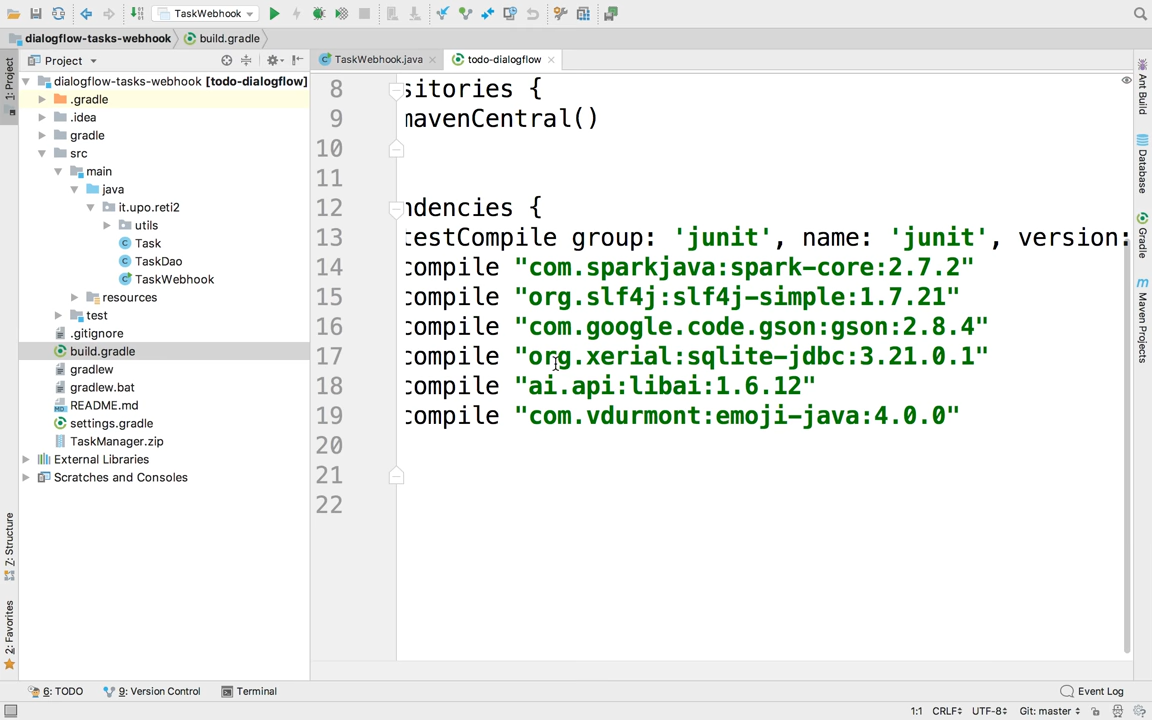 TaskWebhook
dialogflow-tasks-webhook
build.gradle
Project
TaskWebhook.java
todo-dialogflow
1: Project
Z: Structure
2: Favorites
dialogflow-tasks-webhook [todo-dialogflow]
.gradle
.idea
gradle
src
main
java
it.upo.reti2
utils
Task
TaskDao
TaskWebhook
resources
test
.gitignore
build.gradle
gradlew
gradlew.bat
README.md
settings.gradle
TaskManager.zip
External Libraries
Scratches and Consoles
8 sitories {
9 mavenCentral()
10
11
12 ndencies {
13 testCompile group: 'junit', name: 'junit', version:
14 compile "com.sparkjava:spark-core:2.7.2"
15 compile "org.slf4j:slf4j-simple:1.7.21"
16 compile "com.google.code.gson:gson:2.8.4"
17 compile "org.xerial:sqlite-jdbc:3.21.0.1"
18 compile "ai.api:libai:1.6.12"
19 compile "com.vdurmont:emoji-java:4.0.0"
20
21
22
Ant Build
Database
Gradle
Maven Projects
6: TODO
9: Version Control
Terminal
Event Log
1:1 CRLF UTF-8 Git: master